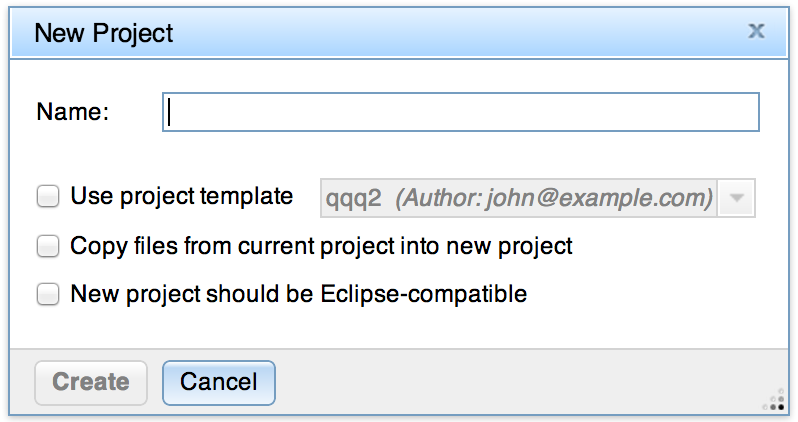 New Project
Name:
Use project template qqq2 (Author: john@example.com)
Copy files from current project into new project
New project should be Eclipse-compatible
Create Cancel